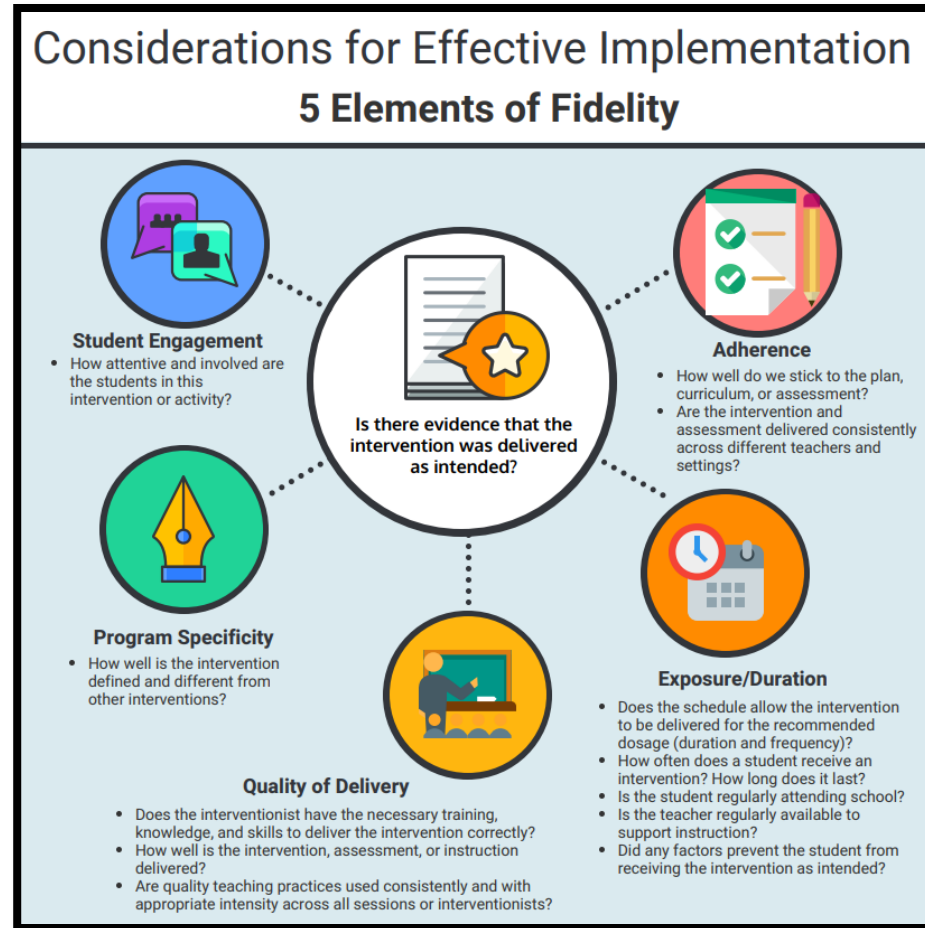 Considerations for Effective Implementation
5 Elements of Fidelity
Student Engagement
• How attentive and involved are
the students in this
intervention or activity?
Is there evidence that the
intervention was delivered
as intended?
Adherence
• How well do we stick to the plan,
curriculum, or assessment?
• Are the intervention and
assessment delivered consistently
across different teachers and
settings?
Program Specificity
• How well is the intervention
defined and different from
other interventions?
Exposure/Duration
• Does the schedule allow the intervention
to be delivered for the recommended
dosage (duration and frequency)?
• How often does a student receive an
intervention? How long does it last?
• Is the student regularly attending school?
• Is the teacher regularly available to
support instruction?
• Did any factors prevent the student from
receiving the intervention as intended?
Quality of Delivery
• Does the interventionist have the necessary training,
knowledge, and skills to deliver the intervention correctly?
• How well is the intervention, assessment, or instruction
delivered?
• Are quality teaching practices used consistently and with
appropriate intensity across all sessions or interventionists?